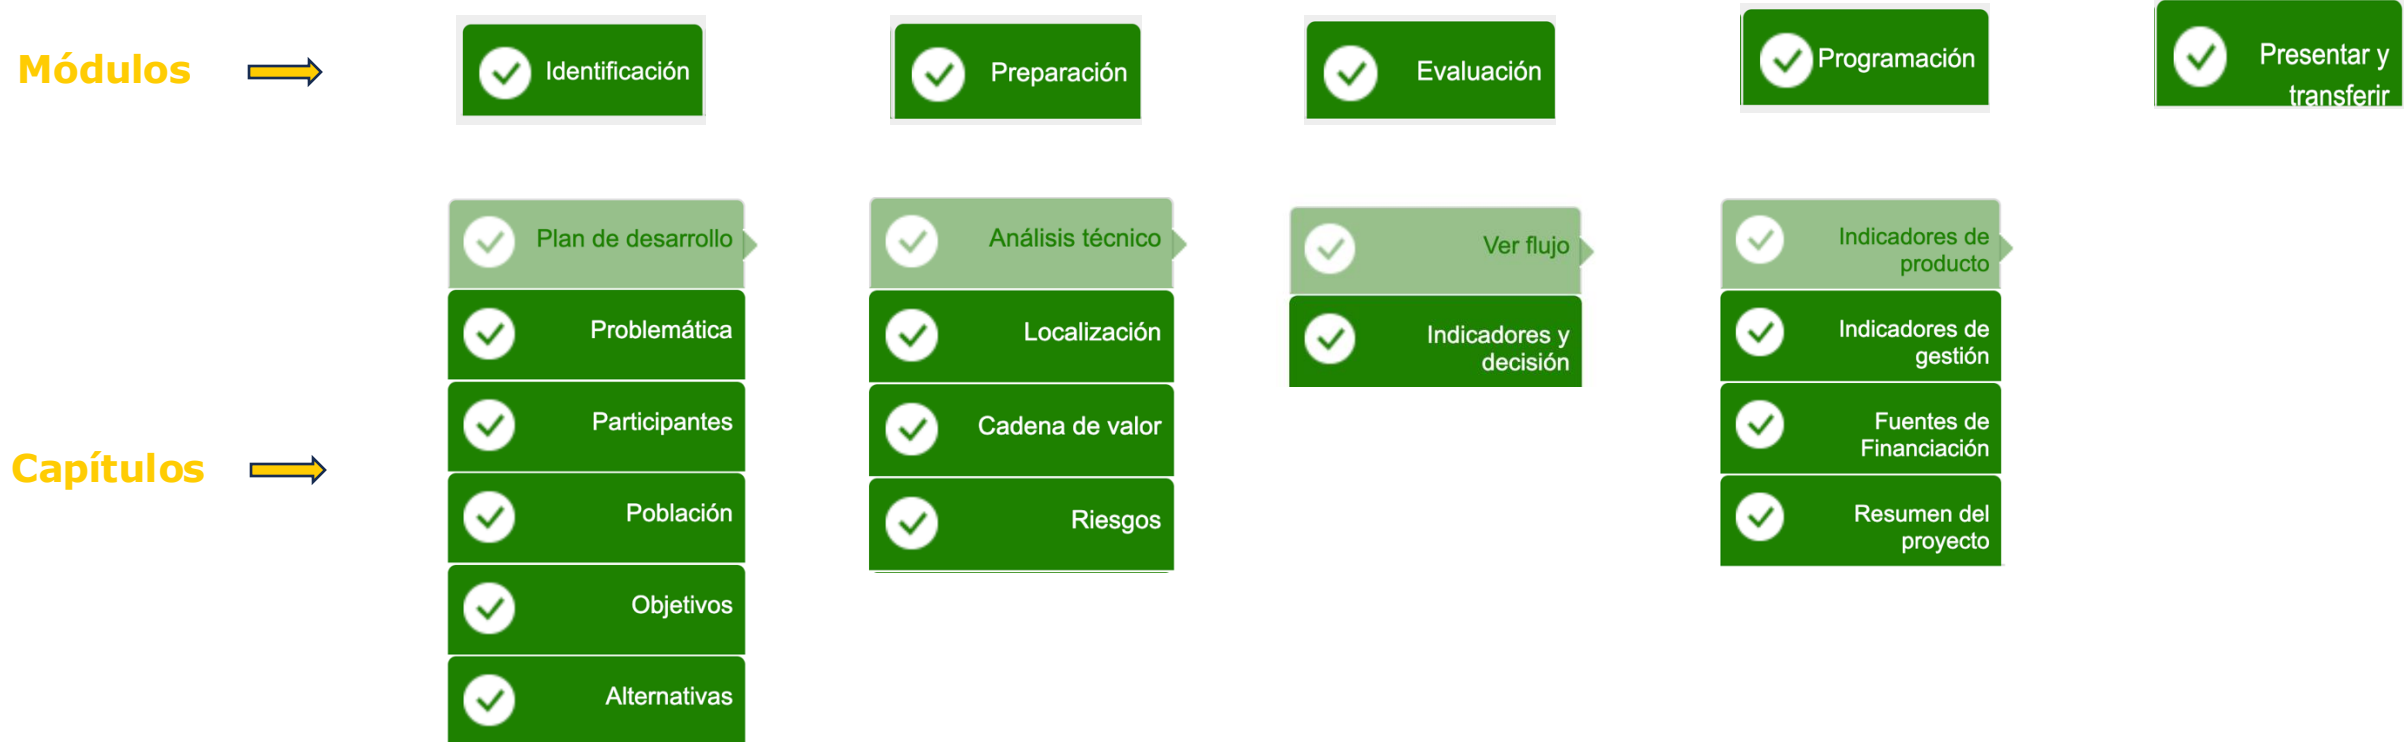 Módulos
Identificación
Preparación
Evaluación
Programación
Presentar y
transferir
Capítulos
Plan de desarrollo
Problemática
Participantes
Población
Objetivos
Alternativas
Análisis técnico
Localización
Cadena de valor
Riesgos
Ver flujo
Indicadores y
decisión
Indicadores de
producto
Indicadores de
gestión
Fuentes de
Financiación
Resumen del
proyecto